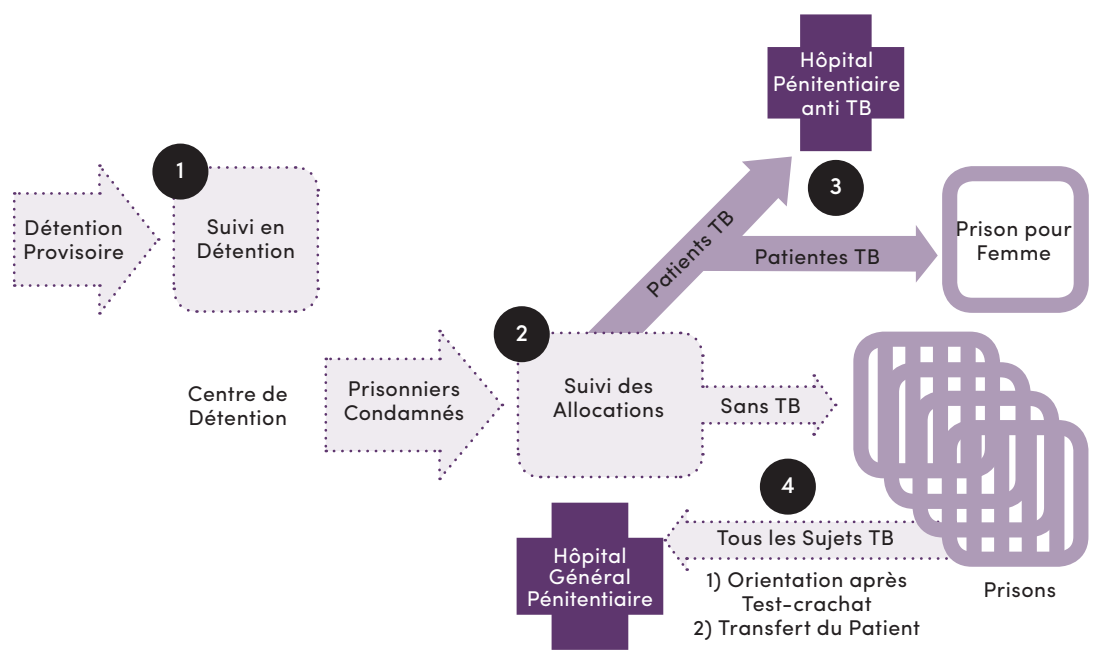 Hôpital
Pénitentiaire
anti TB
1
3
Détention
Provisoire
Suivi en
Détention
Patients TB
Patientes TB
Prison pour
Femme
2
Centre de
Détention
Prisonniers
Condamnés
Suivi des
Allocations
Sans TB
4
Hôpital
Général
Pénitentiaire
Tous les Sujets TB
1) Orientation après
Test-crachat
2) Transfert du Patient
Prisons